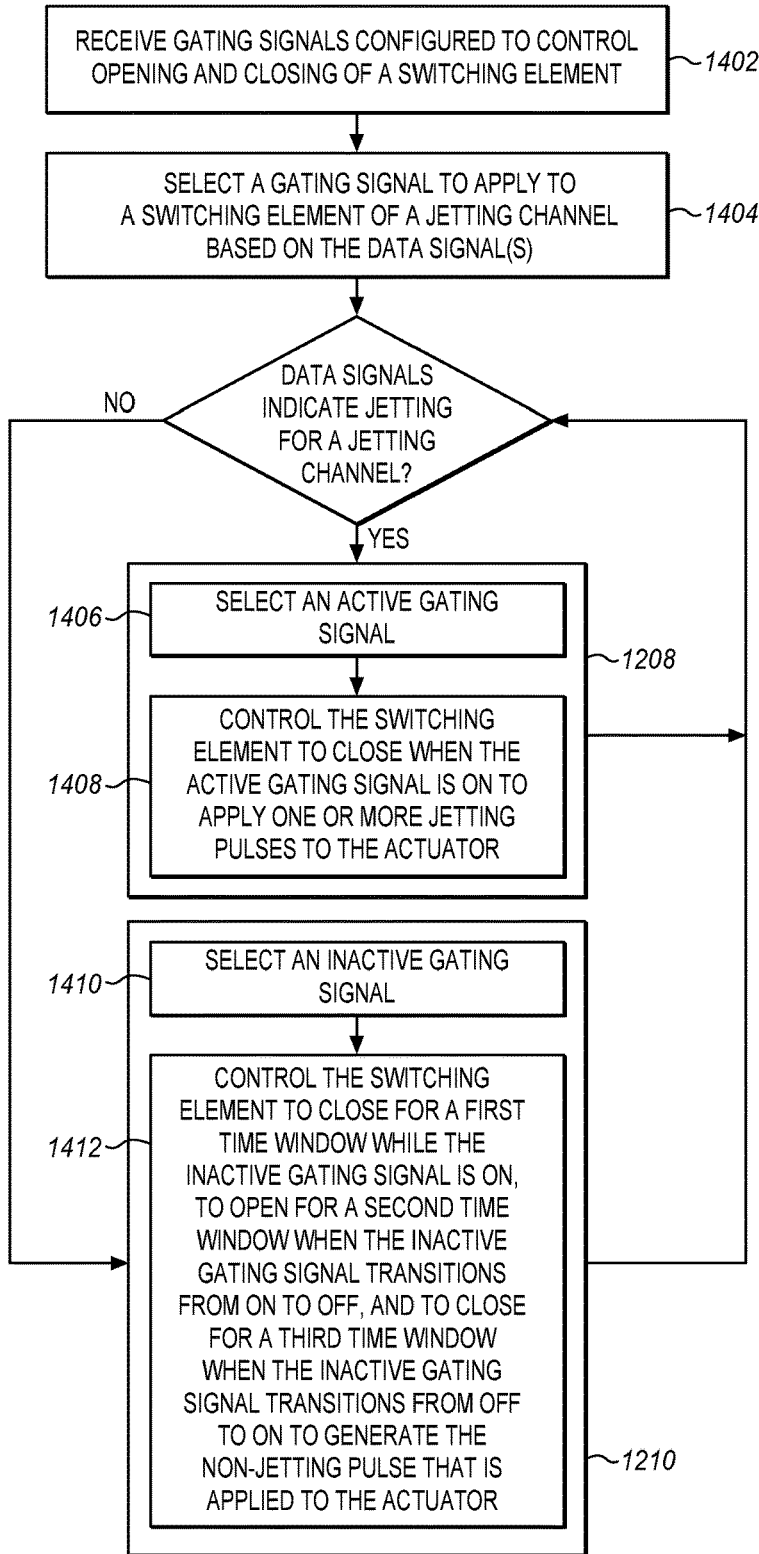 RECEIVE GATING SIGNALS CONFIGURED TO CONTROL
OPENING AND CLOSING OF A SWITCHING ELEMENT
1402
SELECT A GATING SIGNAL TO APPLY TO
A SWITCHING ELEMENT OF A JETTING CHANNEL
BASED ON THE DATA SIGNAL(S)
1404
DATA SIGNALS
INDICATE JETTING
FOR A JETTING
CHANNEL?
NO
YES
1406
SELECT AN ACTIVE GATING
SIGNAL
1208
1408
CONTROL THE SWITCHING
ELEMENT TO CLOSE WHEN THE
ACTIVE GATING SIGNAL IS ON TO
APPLY ONE OR MORE JETTING
PULSES TO THE ACTUATOR
1410
SELECT AN INACTIVE GATING
SIGNAL
1412
CONTROL THE SWITCHING
ELEMENT TO CLOSE FOR A FIRST
TIME WINDOW WHILE THE
INACTIVE GATING SIGNAL IS ON,
TO OPEN FOR A SECOND TIME
WINDOW WHEN THE INACTIVE
GATING SIGNAL TRANSITIONS
FROM ON TO OFF, AND TO CLOSE
FOR A THIRD TIME WINDOW
WHEN THE INACTIVE GATING
SIGNAL TRANSITIONS FROM OFF
TO ON TO GENERATE THE
NON-JETTING PULSE THAT IS
APPLIED TO THE ACTUATOR
1210